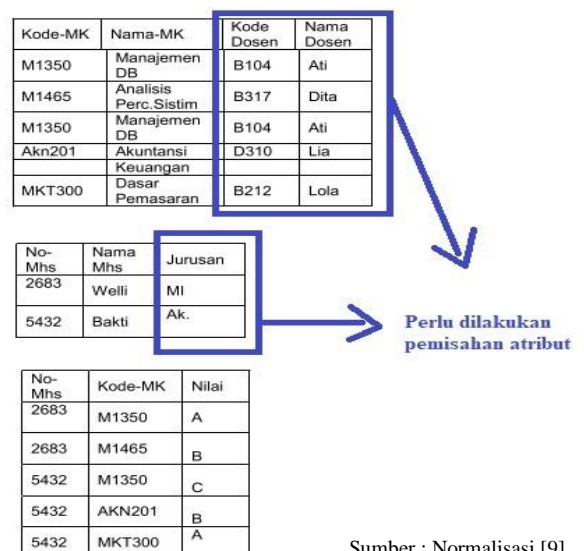 Kode-MK Nama-MK Kode Dosen Nama Dosen
M1350 Manajemen DB B104 Ati
M1465 Analisis Perc.Sistim B317 Dita
M1350 Manajemen DB B104 Ati
Akn201 Akuntansi D310 Lia
Keuangan
MKT300 Dasar Pemasaran B212 Lola
No-Mhs Nama Mhs Jurusan
2683 Welli MI
5432 Bakti Ak.
Perlu dilakukan
pemisahan atribut
No-Mhs Kode-MK Nilai
2683 M1350 A
2683 M1465 B
5432 M1350 C
5432 AKN201 B
5432 MKT300 A
Sumber : Normalisasi [9]